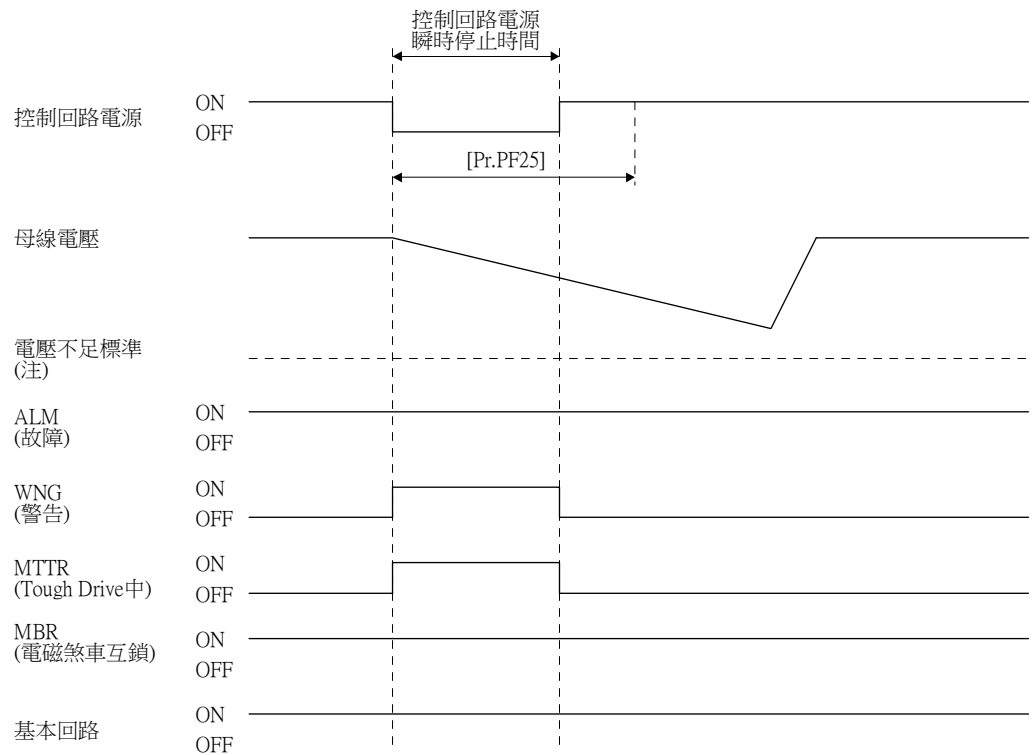 控制回路電源
瞬時停止時間
控制回路電源
ON
OFF
[Pr.PF25]
母線電壓
電壓不足標準
(注)
ALM
(故障)
ON
OFF
WNG
(警告)
ON
OFF
MTTR
(Tough Drive中)
ON
OFF
MBR
(電磁煞車互鎖)
ON
OFF
基本回路
ON
OFF